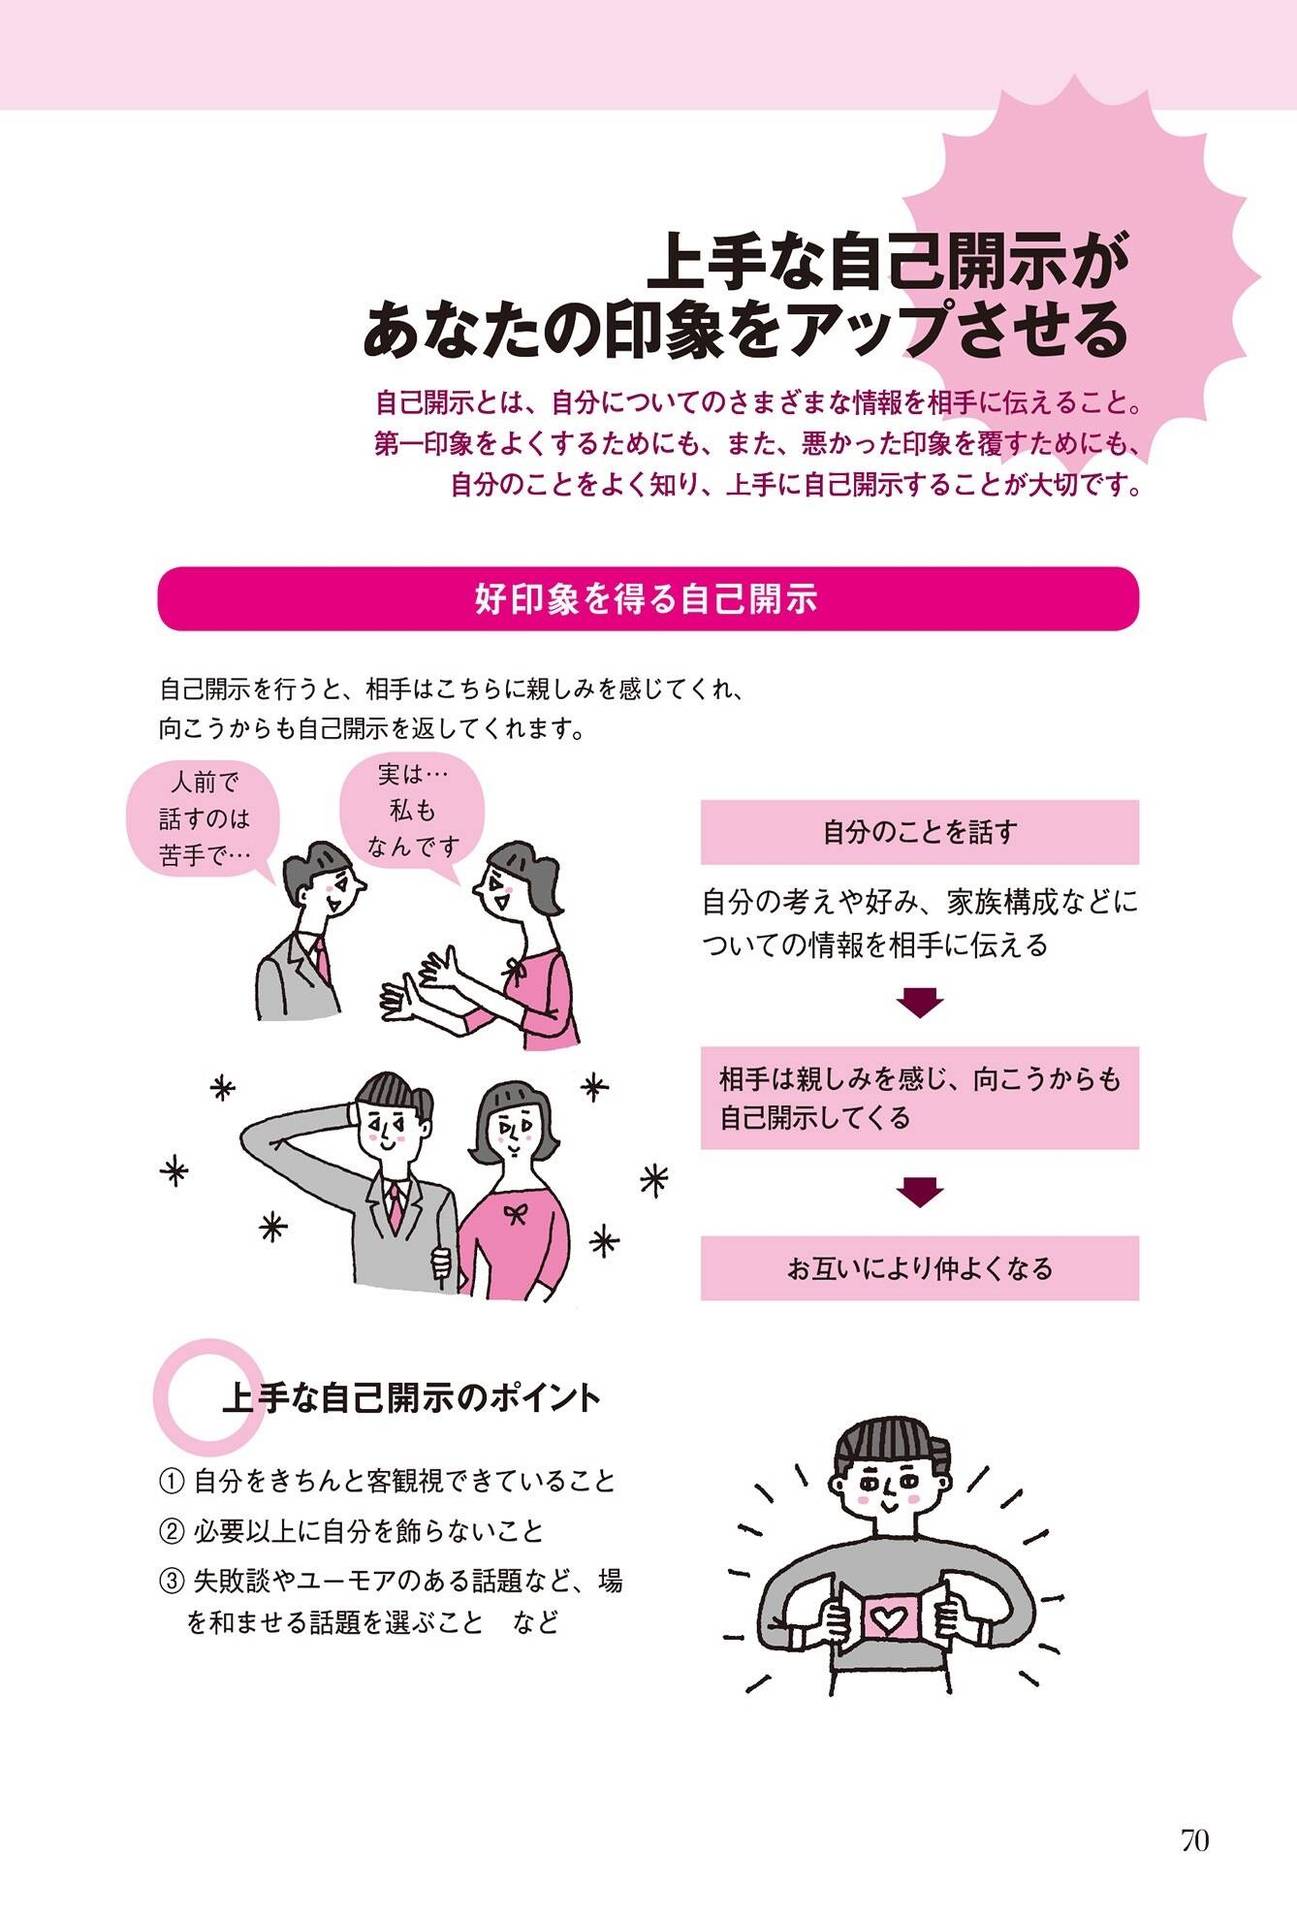 上手な自己開示が
あなたの印象をアップさせる
自己開示とは、自分についてのさまざまな情報を相手に伝えること。
第一印象をよくするためにも、また、悪かった印象を覆すためにも、
自分のことをよく知り、上手に自己開示することが大切です。
好印象を得る自己開示
自己開示を行うと、相手はこちらに親しみを感じてくれ、
向こうからも自己開示を返してくれます。
人前で
話すのは
苦手で…
実は…
私も
なんです
自分のことを話す
自分の考えや好み、家族構成などに
ついての情報を相手に伝える
相手は親しみを感じ、向こうからも
自己開示してくる
お互いにより仲よくなる
上手な自己開示のポイント
① 自分をきちんと客観視できていること
② 必要以上に自分を飾らないこと
③ 失敗談やユーモアのある話題など、場
を和ませる話題を選ぶこと　など
70